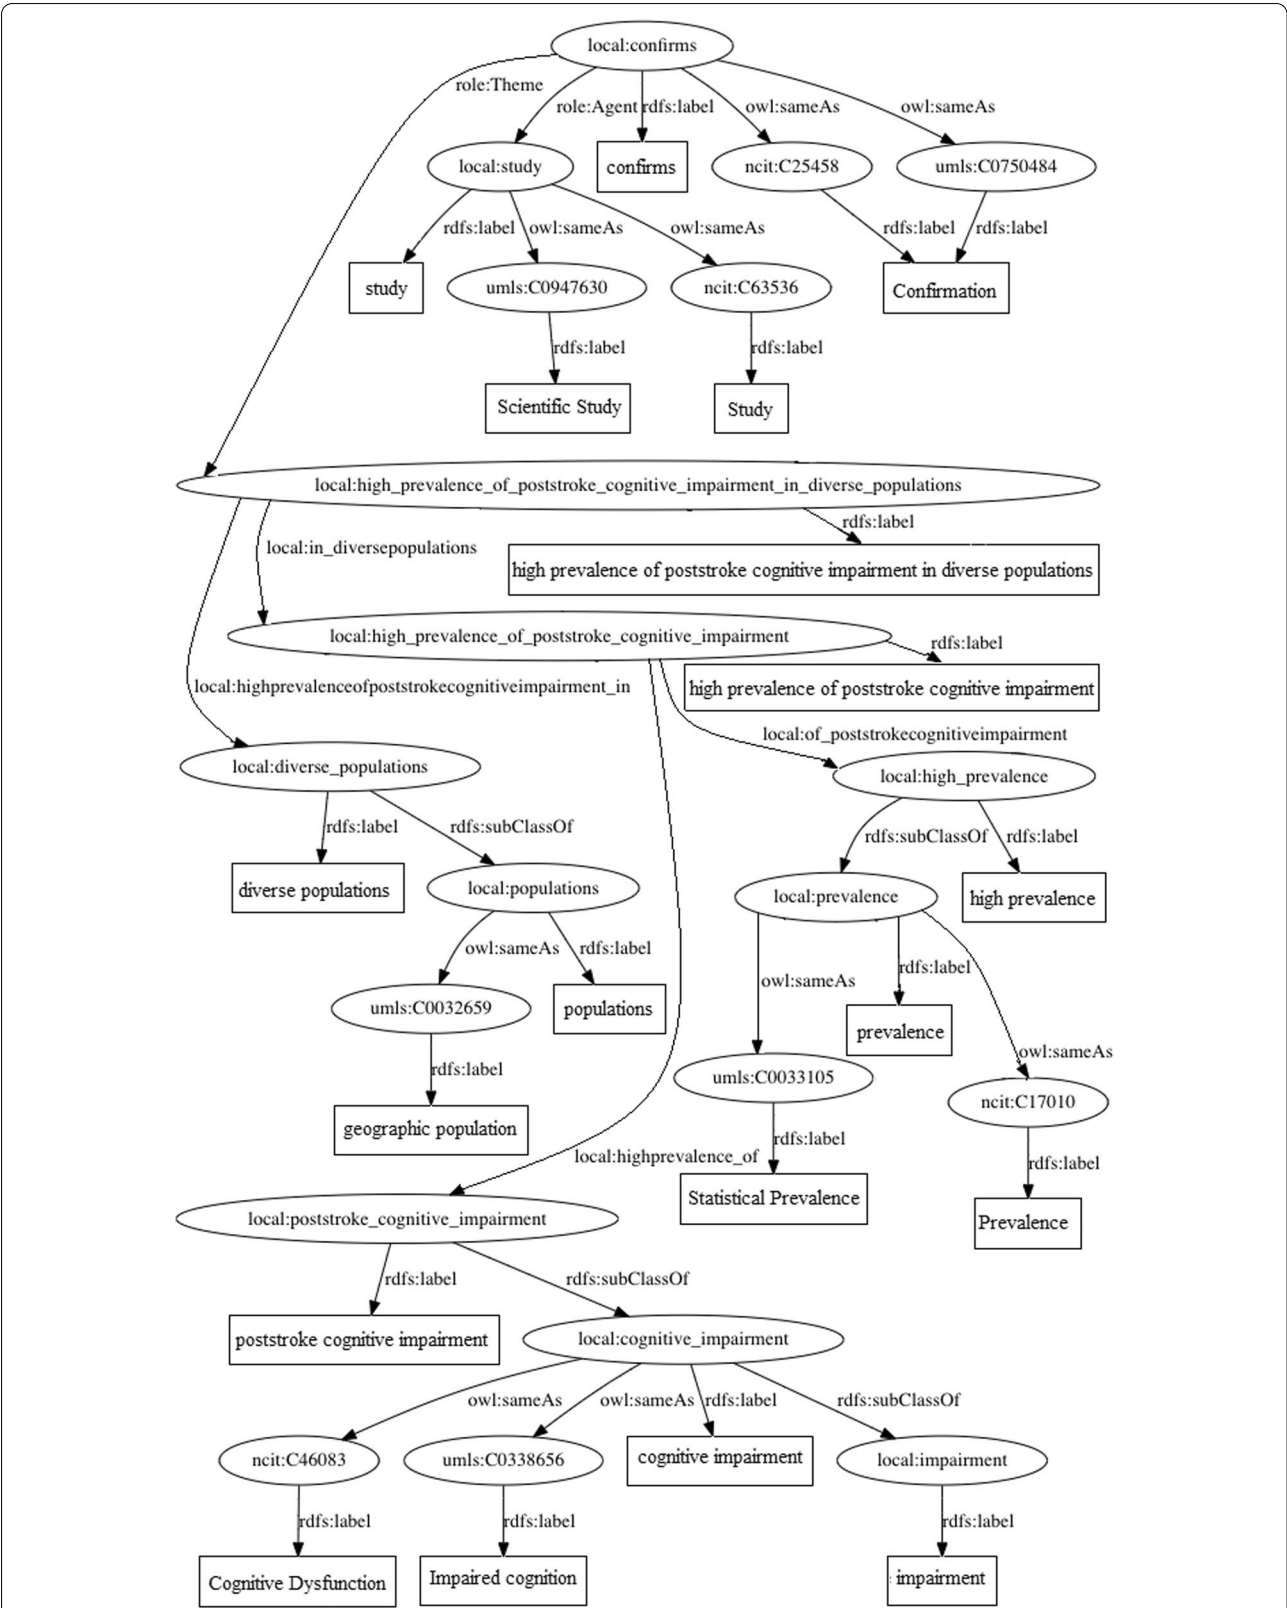 local:confirms
role:Theme
role:Agent
rdfs:label
owl:sameAs
owl:sameAs
local:study
confirms
ncit:C25458
umls:C0750484
rdfs:label
owl:sameAs
owl:sameAs
rdfs:label
rdfs:label
study
umls:C0947630
ncit:C63536
Confirmation
rdfs:label
rdfs:label
Scientific Study
Study
local:high_prevalence_of_poststroke_cognitive_impairment_in_diverse_populations
rdfs:label
local:in_diversepopulations
high prevalence of poststroke cognitive impairment in diverse populations
local:high_prevalence_of_poststroke_cognitive_impairment
rdfs:label
local:highprevalenceofpoststrokecognitiveimpairment_in
high prevalence of poststroke cognitive impairment
local:of_poststrokecognitiveimpairment
local:diverse_populations
local:high_prevalence
rdfs:label
rdfs:subClassOf
rdfs:subClassOf
rdfs:label
diverse populations
local:populations
local:prevalence
high prevalence
owl:sameAs
rdfs:label
owl:sameAs
rdfs:label
umls:C0032659
populations
prevalence
owl:sameAs
rdfs:label
umls:C0033105
ncit:C17010
geographic population
rdfs:label
local:highprevalence_of
rdfs:label
Statistical Prevalence
Prevalence
local:poststroke_cognitive_impairment
rdfs:label
rdfs:subClassOf
poststroke cognitive impairment
local:cognitive_impairment
owl:sameAs
owl:sameAs
rdfs:label
rdfs:subClassOf
ncit:C46083
umls:C0338656
cognitive impairment
local:impairment
rdfs:label
rdfs:label
rdfs:label
Cognitive Dysfunction
Impaired cognition
impairment